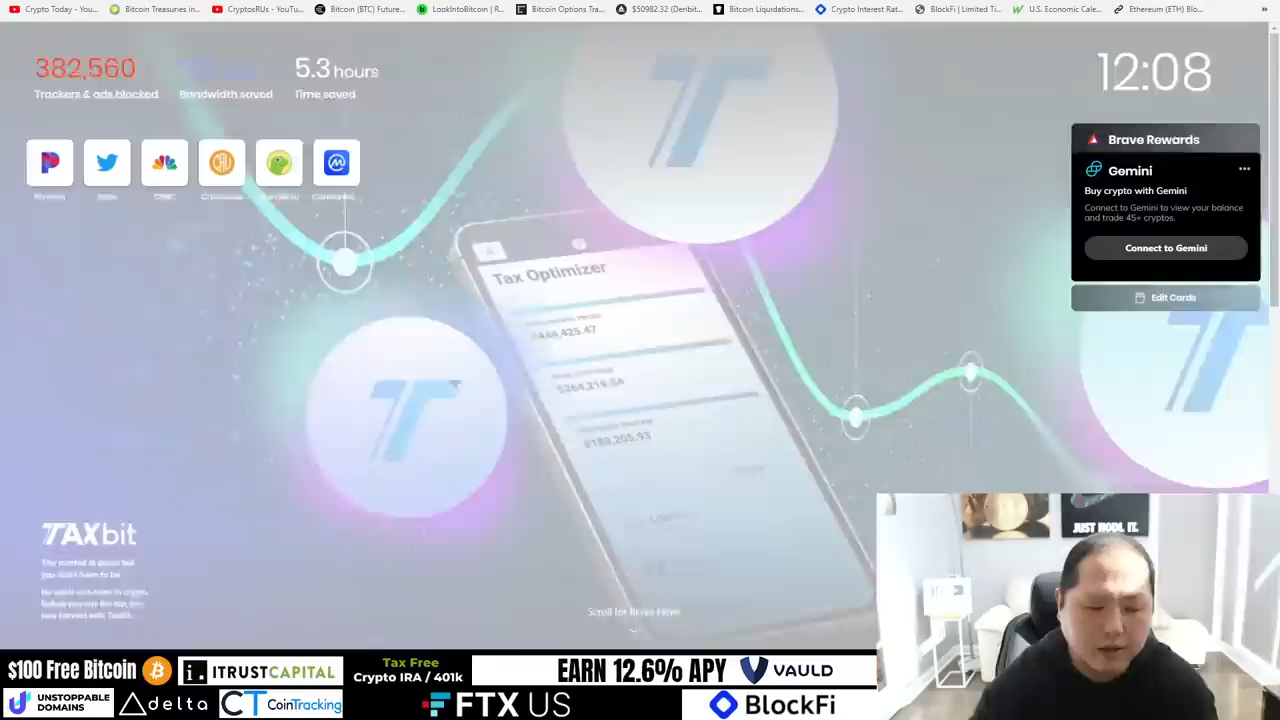 Crypto Today - You...
Bitcoin Treasuries in...
CryptosRUs - YouTu...
Bitcoin (BTC) Future...
LookIntoBitcoin | R...
Bitcoin Options Tra...
$50982.32 (Deribit...
Bitcoin Liquidations...
Crypto Interest Rat...
BlockFi | Limited Ti...
U.S. Economic Cale...
Ethereum (ETH) Blo...
»
382,560
Trackers & ads blocked
Bandwidth saved
5.3 hours
Time saved
12:08
Brave Rewards
Gemini
Buy crypto with Gemini
Connect to Gemini to view your balance
and trade 45+ cryptos.
Connect to Gemini
Edit Cards
Tax Optimizer
TAXbit
Scroll for Brave News
JUST HODL IT.
$100 Free Bitcoin
iTRUSTCAPITAL
Tax Free
Crypto IRA / 401k
EARN 12.6% APY
VAULD
UNSTOPPABLE
DOMAINS
delta
CT CoinTracking
FTX US
BlockFi